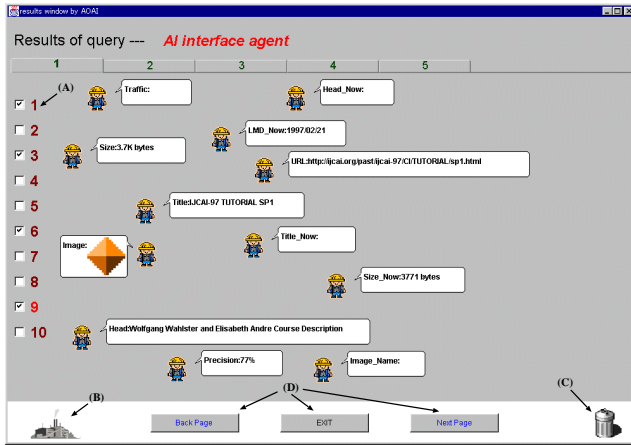 results window by AOAI
Results of query --- AI interface agent
1 2 3 4 5
(A)
1
Traffic:
Head_Now:
2
LMD_Now:1997/02/21
3
Size:3.7K bytes
URL:http://ijcai.org/past/ijcai-97/CI/TUTORIAL/sp1.html
4
5
Title:IJCAI-97 TUTORIAL SP1
6
Title_Now:
Image:
7
8
Size_Now:3771 bytes
9
10
Head:Wolfgang Wahlster and Elisabeth Andre Course Description
Precision:77%
Image_Name:
(B)
(D)
(C)
Back Page
EXIT
Next Page